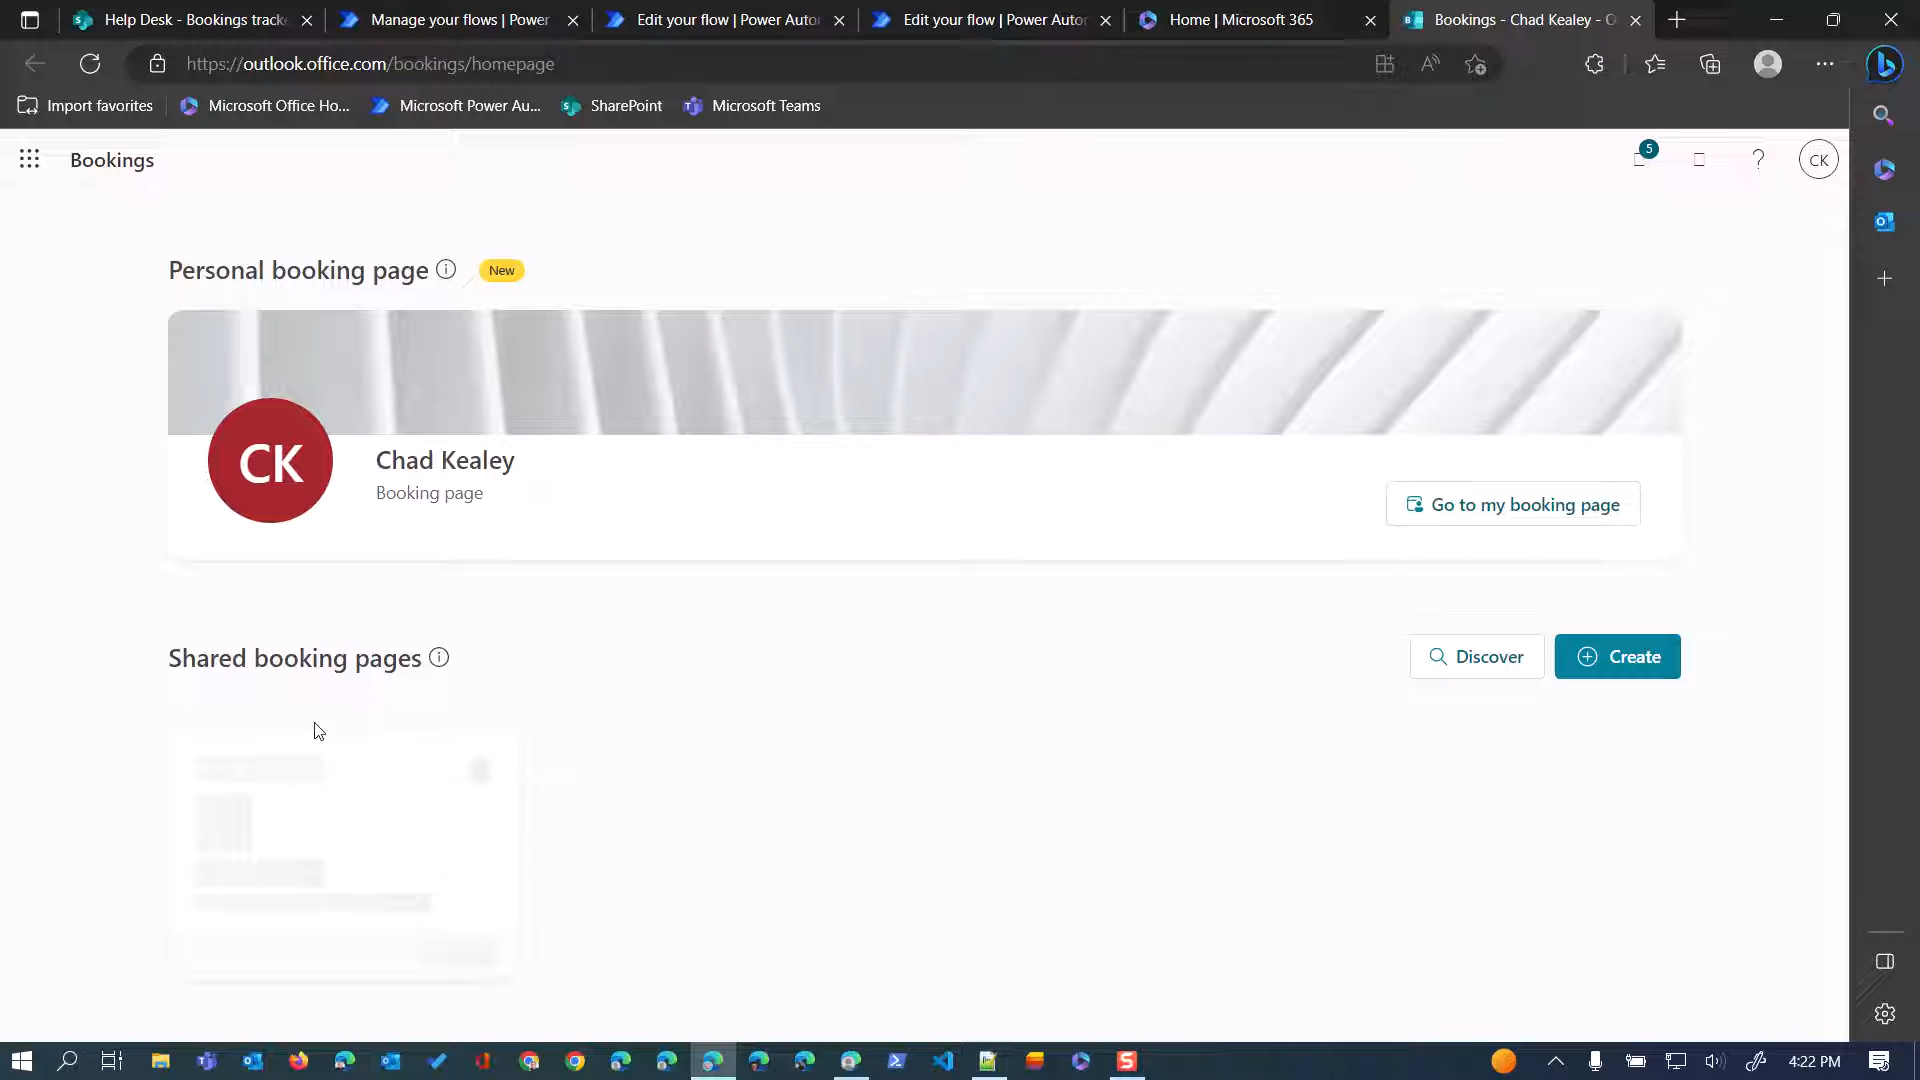 Help Desk - Bookings tracke
Manage your flows | Power
Edit your flow | Power Autor
Edit your flow | Power Autor
Home | Microsoft 365
Bookings - Chad Kealey - O
https://outlook.office.com/bookings/homepage
Import favorites
Microsoft Office Ho...
Microsoft Power Au...
SharePoint
Microsoft Teams
Bookings
5
?
CK
Personal booking page
New
CK
Chad Kealey
Booking page
Go to my booking page
Shared booking pages
Discover
Create
4:22 PM